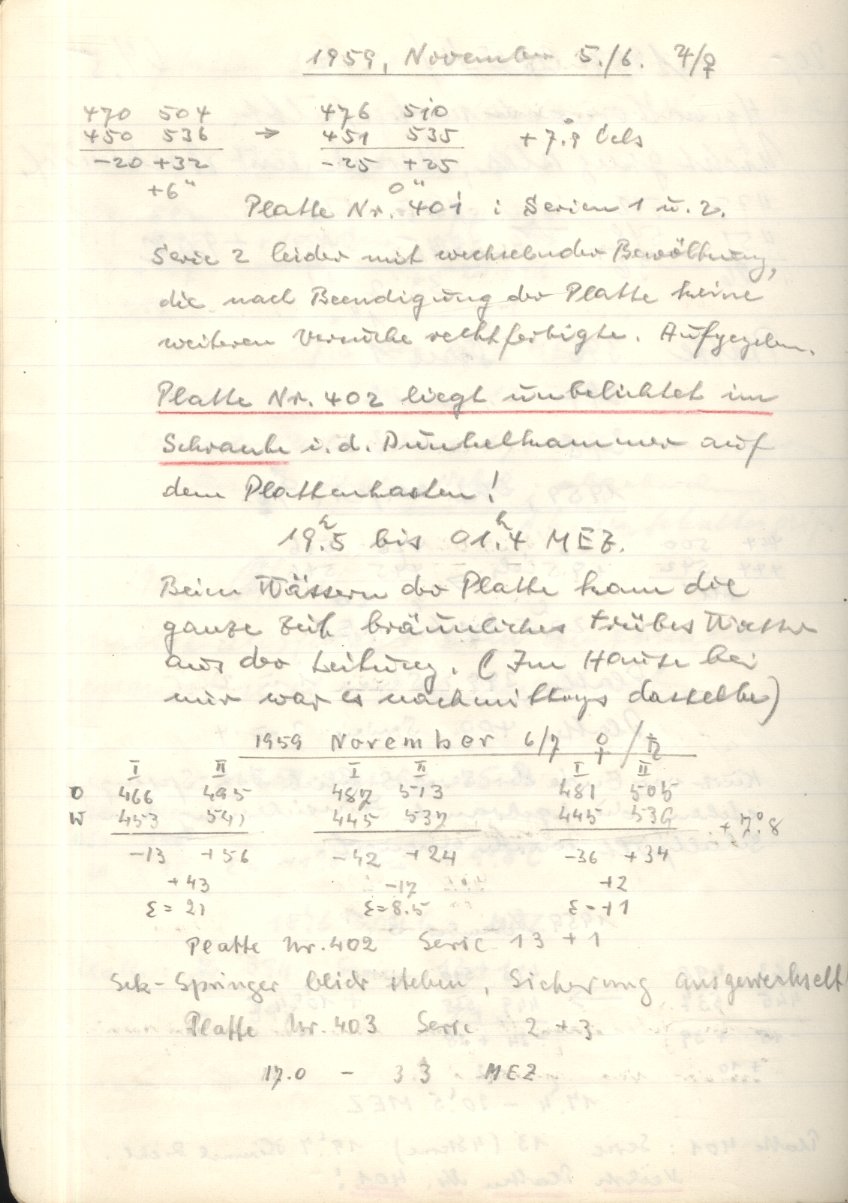 1959, November 5./6. ♃/♀
470 504 476 510
450 536 → 451 535 + 7.°9 Cels
-20 +32 -25 +25
+6" 0"
Platte Nr. 401 : Serien 1 u. 2.
Serie 2 leider mit wechselnder Bewölkung,
die nach Beendigung der Platte keine
weiteren Versuche rechtfertigte. Aufgegeben.
Platte Nr. 402 liegt unbelichtet im
Schranke i.d. Dunkelkammer auf
dem Plattenkasten!
19.ʰ5 bis 01.ʰ4 MEZ.
Beim Wässern der Platte kam die
ganze Zeit bräunliches trübes Wasser
aus der Leitung. (Im Hause bei
mir war es nachmittags dasselbe)
1959 November 6/7 ♀/♄
I II I II I II
O 466 495 487 513 481 505
W 453 541 445 537 445 536 + 7.°8
-13 +56 -42 +24 -36 +34
+43 -17 +2
ε= 21 ε=8.5 ε=+1
Platte Nr. 402 Serie 13 + 1
Sek-Springer bleibt stehen, Sicherung ausgewechselt
Platte Nr. 403 Serie 2 + 3
17.0 - 3.3 MEZ